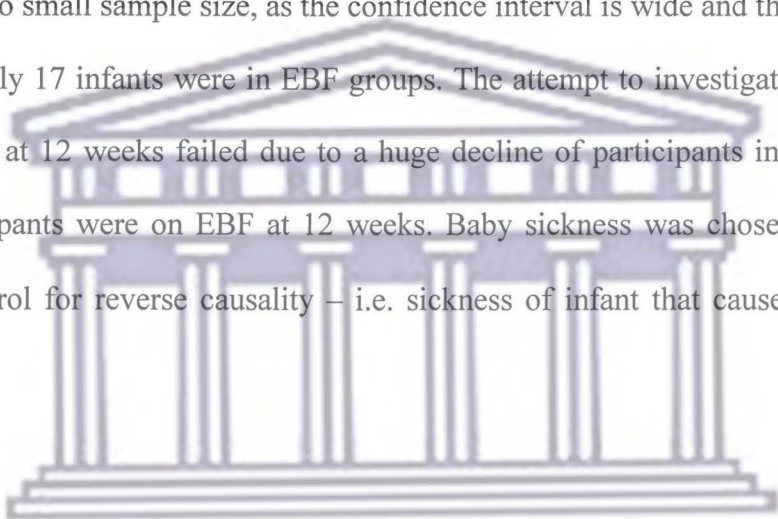 o small sample size, as the confidence interval is wide and th
ly 17 infants were in EBF groups. The attempt to investigat
at 12 weeks failed due to a huge decline of participants in
ipants were on EBF at 12 weeks. Baby sickness was chose
rol for reverse causality – i.e. sickness of infant that cause